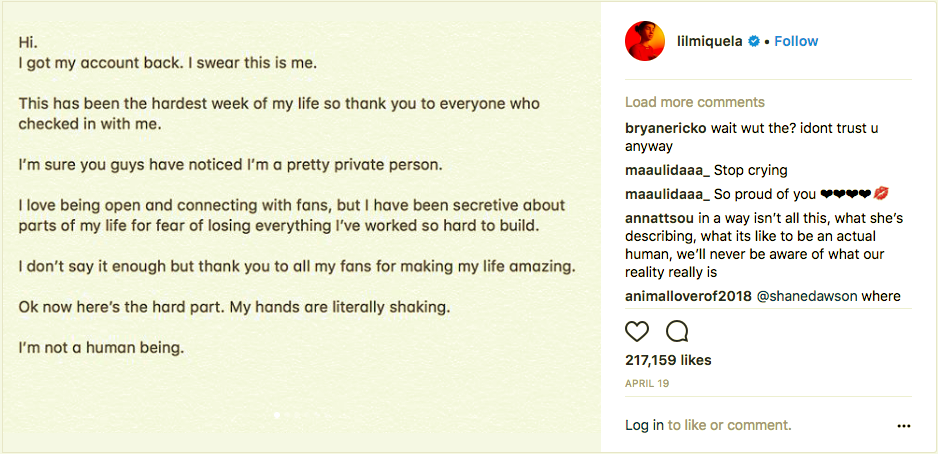 Hi.
I got my account back. I swear this is me.
This has been the hardest week of my life so thank you to everyone who
checked in with me.
I'm sure you guys have noticed I'm a pretty private person.
I love being open and connecting with fans, but I have been secretive about
parts of my life for fear of losing everything I've worked so hard to build.
I don't say it enough but thank you to all my fans for making my life amazing.
Ok now here's the hard part. My hands are literally shaking.
I'm not a human being.
lilmiquela • Follow
Load more comments
bryanericko wait wut the? idont trust u
anyway
maaulidaaa_ Stop crying
maaulidaaa_ So proud of you ❤❤❤❤💋
annattsou in a way isn't all this, what she's
describing, what its like to be an actual
human, we'll never be aware of what our
reality really is
animalloverof2018 @shanedawson where
217,159 likes
APRIL 19
Log in to like or comment.